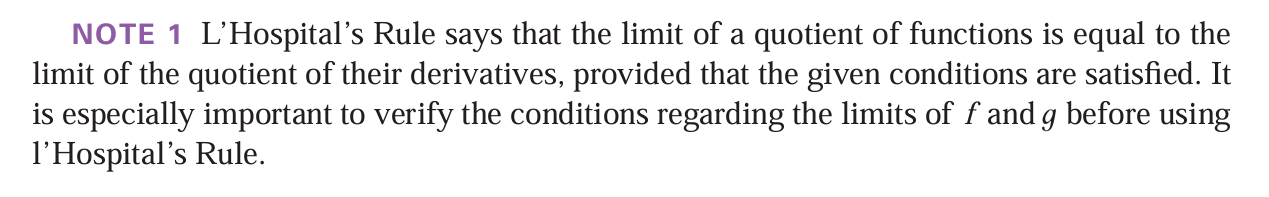 NOTE 1 L’Hospital’s Rule says that the limit of a quotient of functions is equal to the
limit of the quotient of their derivatives, provided that the given conditions are satisfied. It
is especially important to verify the conditions regarding the limits of f and g before using
l’Hospital’s Rule.